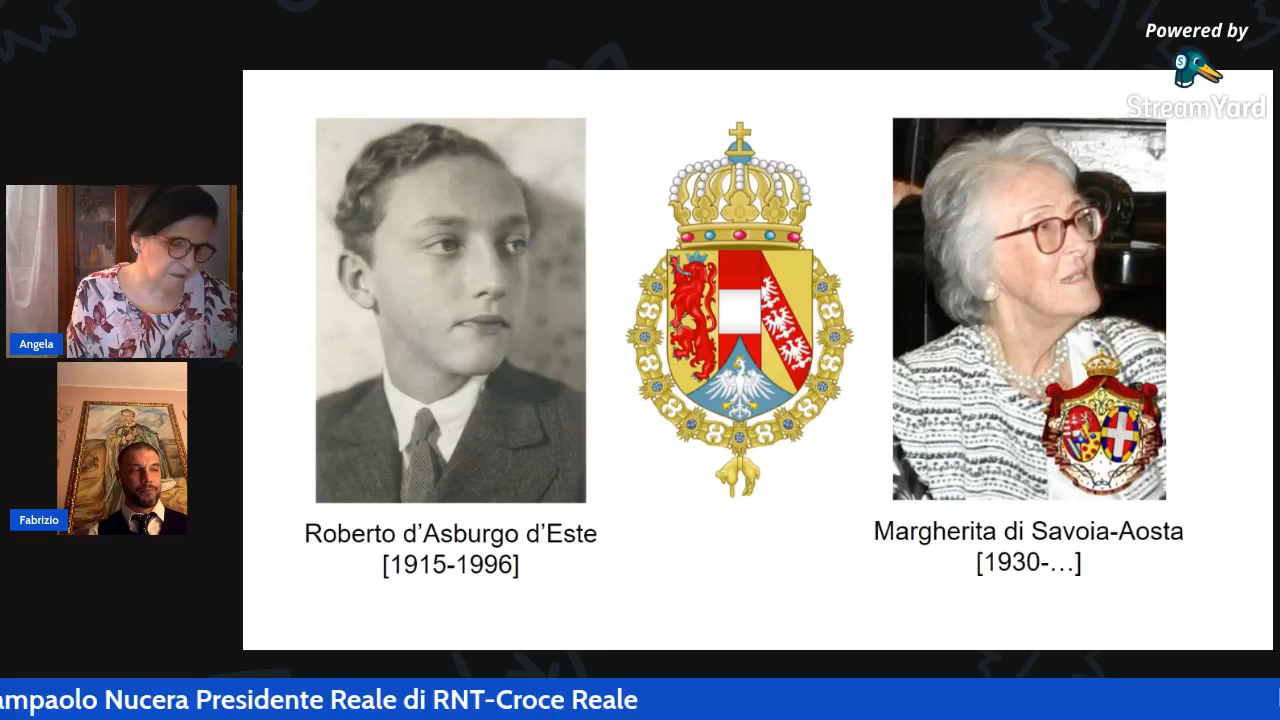 Powered by
StreamYard
Angela
Fabrizio
Roberto d'Asburgo d'Este
[1915-1996]
Margherita di Savoia-Aosta
[1930-…]
ampaolo Nucera Presidente Reale di RNT-Croce Reale